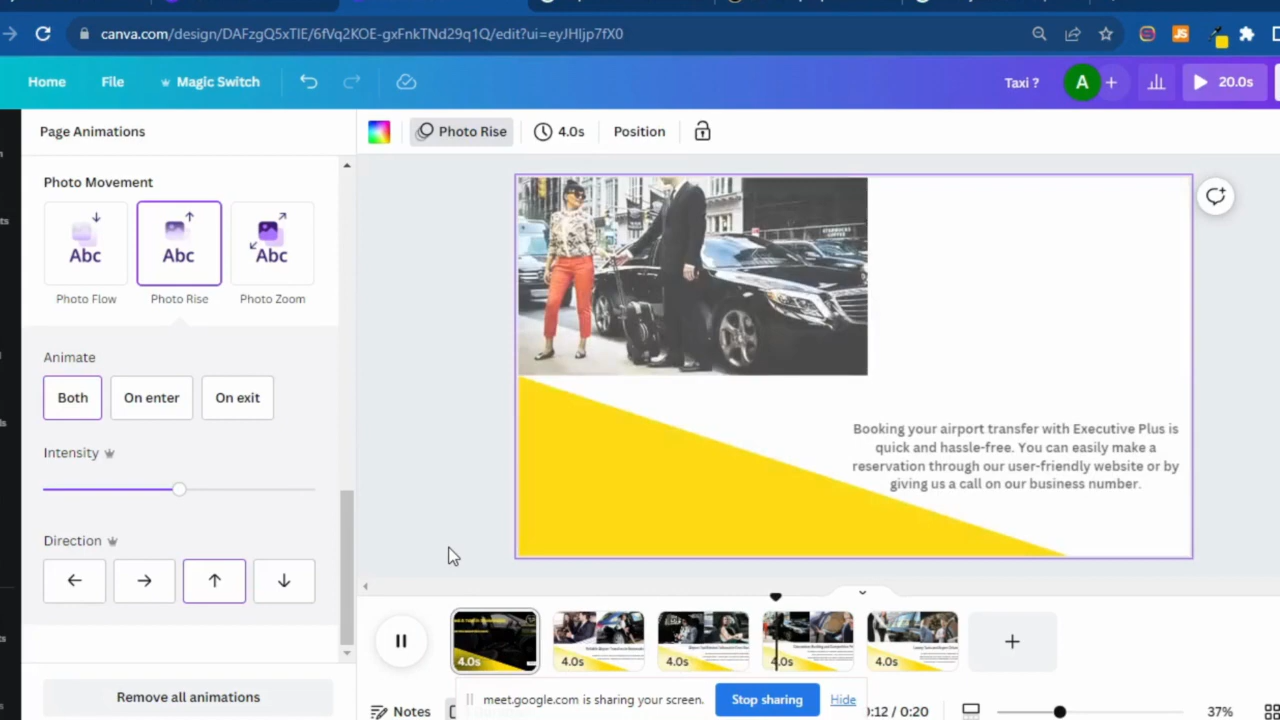 canva.com/design/DAFzgQ5xTlE/6fVq2KOE-gxFnkTNd29q1Q/edit?ui=eyJHIjp7fX0
JS
Home
File
Magic Switch
Taxi ?
A
20.0s
Page Animations
Photo Rise
4.0s
Position
Photo Movement
Abc
Abc
Abc
Photo Flow
Photo Rise
Photo Zoom
Animate
Both
On enter
On exit
Intensity
Direction
Remove all animations
STARBUCKS COFFEE
Booking your airport transfer with Executive Plus is
quick and hassle-free. You can easily make a
reservation through our user-friendly website or by
giving us a call on our business number.
4.0s
4.0s
4.0s
4.0s
4.0s
meet.google.com is sharing your screen.
Stop sharing
Hide
Notes
0:12 / 0:20
37%